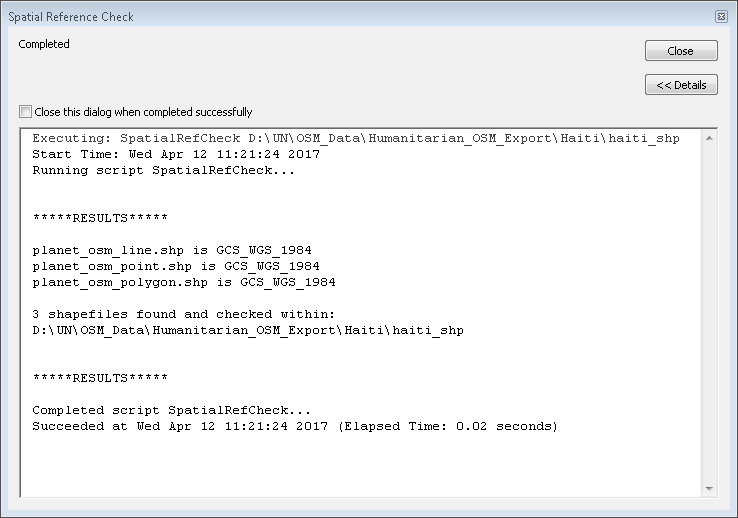 Spatial Reference Check
Completed
Close
<< Details
Close this dialog when completed successfully
Executing: SpatialRefCheck D:\UN\OSM_Data\Humanitarian_OSM_Export\Haiti\haiti_shp
Start Time: Wed Apr 12 11:21:24 2017
Running script SpatialRefCheck...
*****RESULTS*****
planet_osm_line.shp is GCS_WGS_1984
planet_osm_point.shp is GCS_WGS_1984
planet_osm_polygon.shp is GCS_WGS_1984
3 shapefiles found and checked within:
D:\UN\OSM_Data\Humanitarian_OSM_Export\Haiti\haiti_shp
*****RESULTS*****
Completed script SpatialRefCheck...
Succeeded at Wed Apr 12 11:21:24 2017 (Elapsed Time: 0.02 seconds)